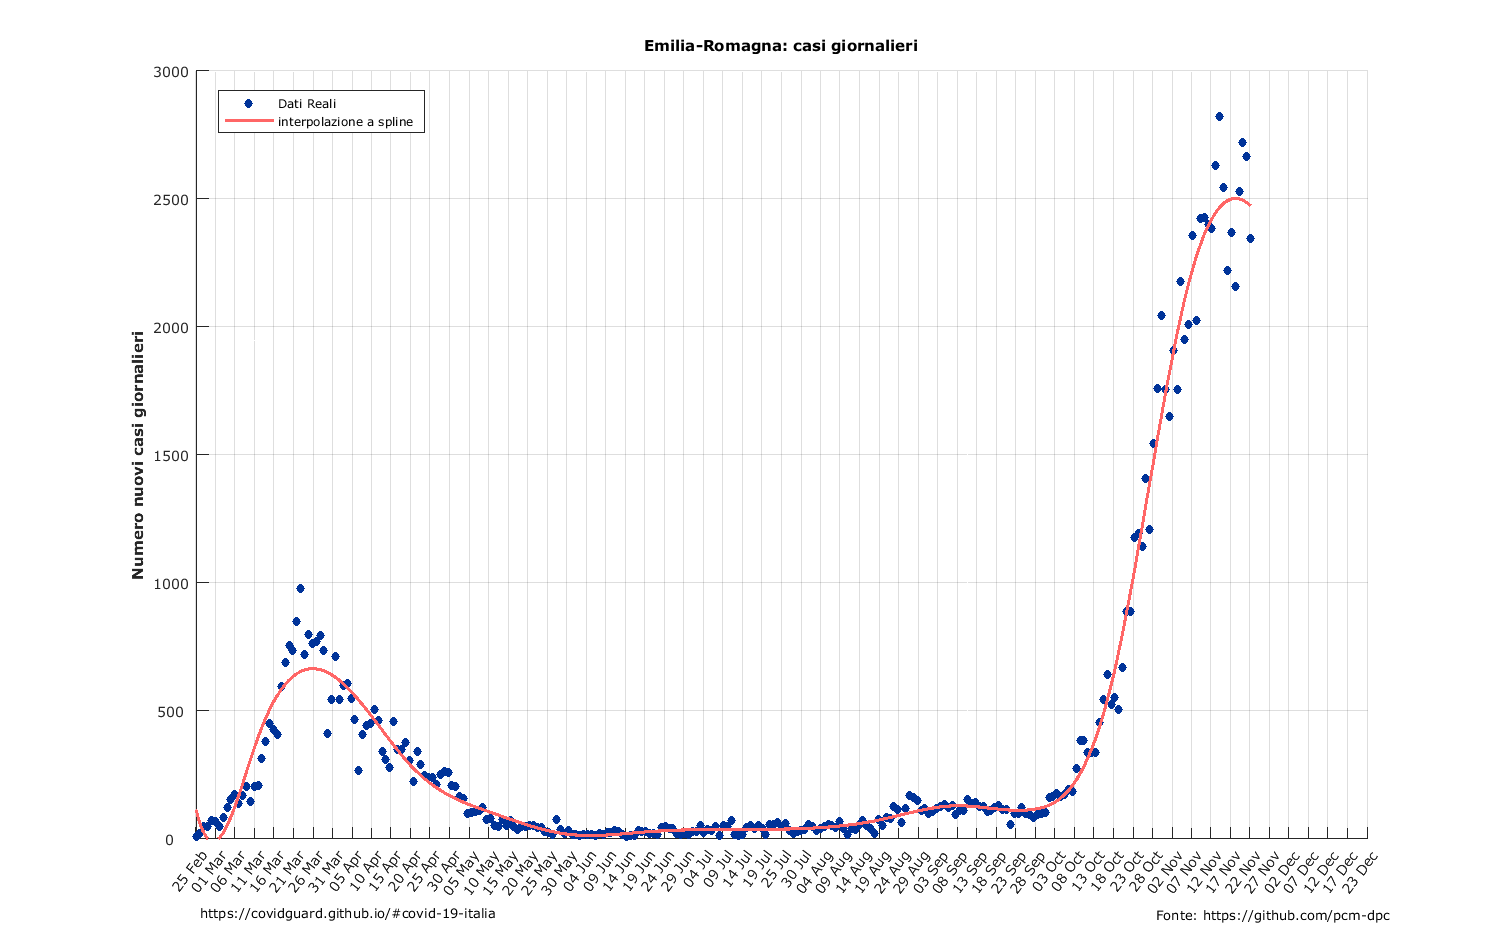 Emilia-Romagna: casi giornalieri
3000
2500
2000
1500
1000
500
0
Numero nuovi casi giornalieri
Dati Reali
interpolazione a spline
25 Feb
01 Mar
06 Mar
11 Mar
16 Mar
21 Mar
26 Mar
31 Mar
05 Apr
10 Apr
15 Apr
20 Apr
25 Apr
30 Apr
05 May
10 May
15 May
20 May
25 May
30 May
04 Jun
09 Jun
14 Jun
19 Jun
24 Jun
29 Jun
04 Jul
09 Jul
14 Jul
19 Jul
25 Jul
30 Jul
04 Aug
09 Aug
14 Aug
19 Aug
24 Aug
29 Aug
03 Sep
08 Sep
13 Sep
18 Sep
23 Sep
28 Sep
03 Oct
08 Oct
13 Oct
18 Oct
23 Oct
28 Oct
02 Nov
07 Nov
12 Nov
17 Nov
22 Nov
27 Nov
02 Dec
07 Dec
12 Dec
17 Dec
23 Dec
https://covidguard.github.io/#covid-19-italia
Fonte: https://github.com/pcm-dpc